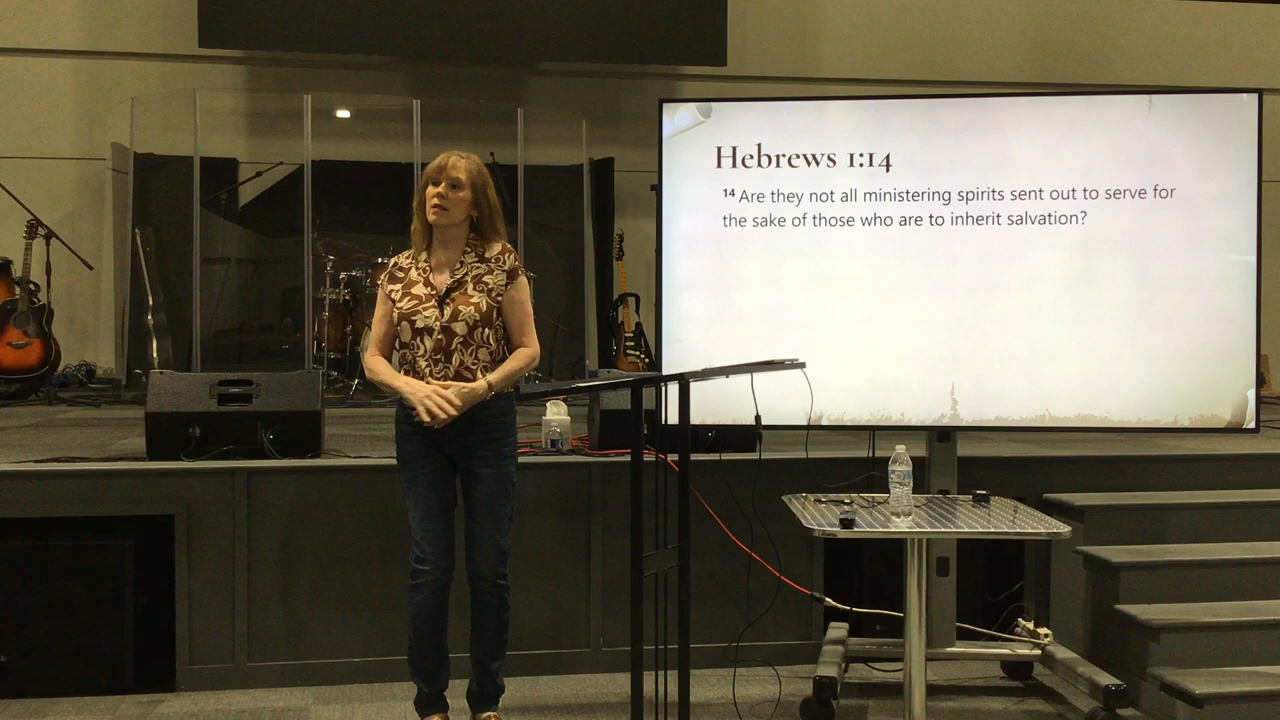 Hebrews 1:14
14 Are they not all ministering spirits sent out to serve for
the sake of those who are to inherit salvation?